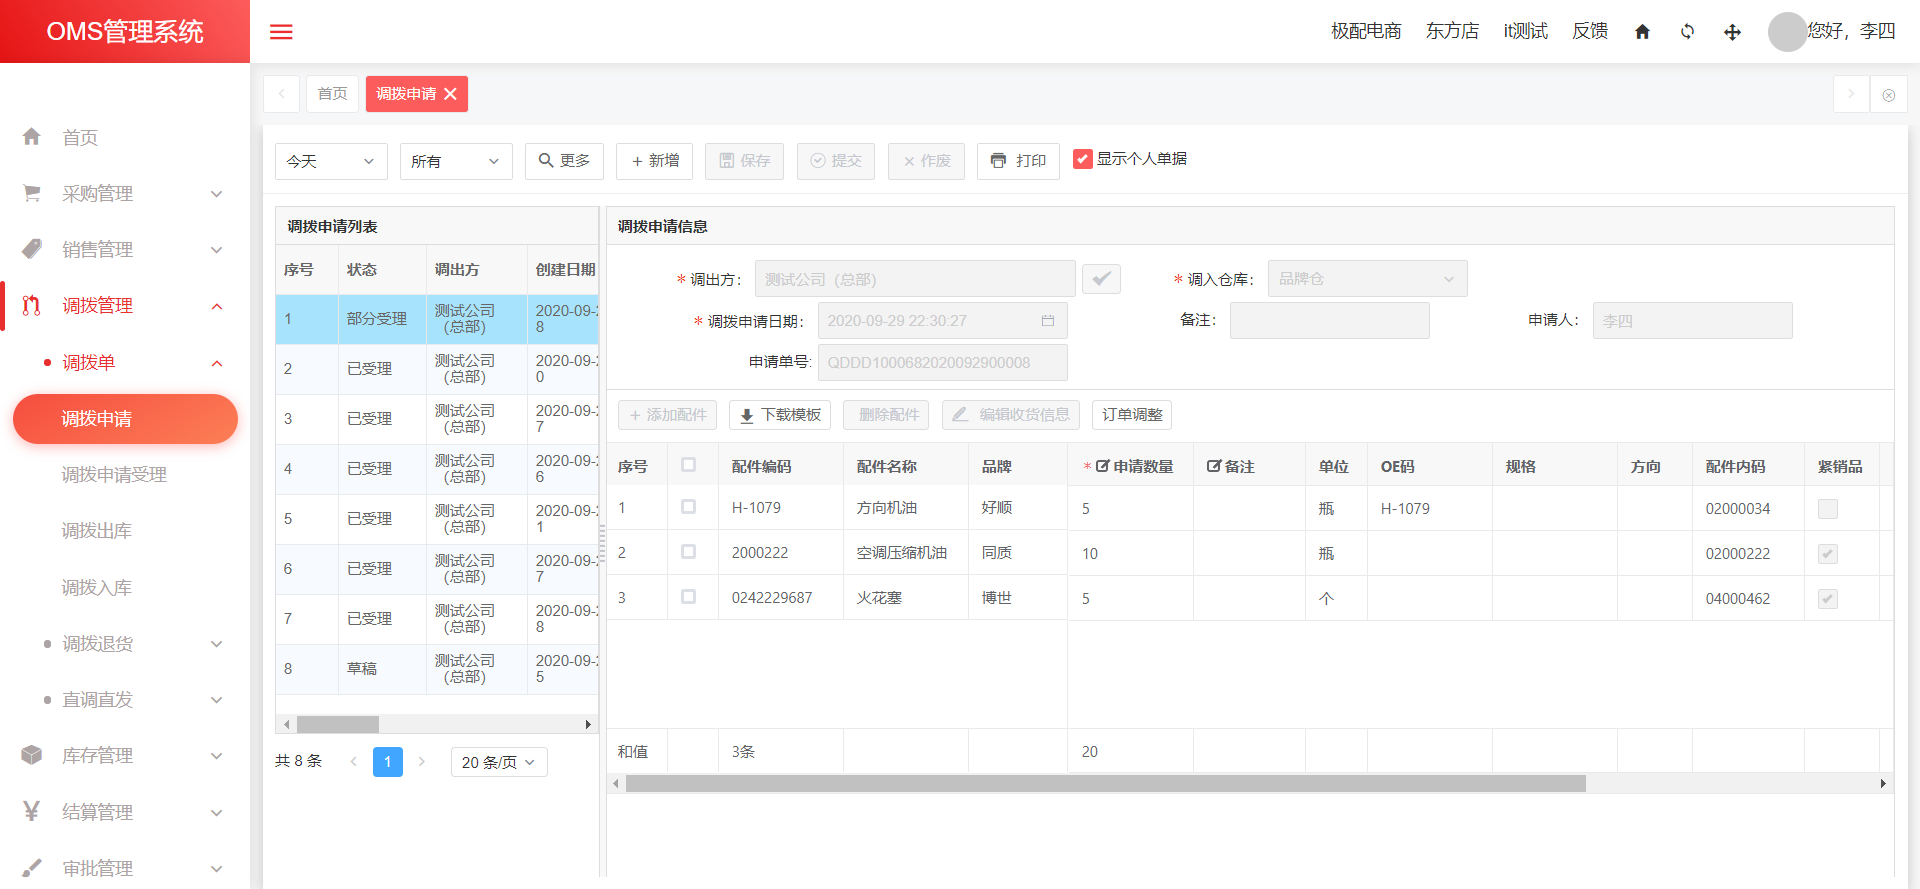 OMS管理系统
极配电商 东方店 it测试 反馈 您好，李四
首页 调拨申请
首页
采购管理
销售管理
调拨管理
调拨单
调拨申请
调拨申请受理
调拨出库
调拨入库
调拨退货
直调直发
库存管理
结算管理
审批管理
今天 所有 更多 新增 保存 提交 作废 打印 显示个人单据
调拨申请列表
序号 状态 调出方 创建日期
1 部分受理 测试公司（总部） 2020-09-28
2 已受理 测试公司（总部） 2020-09-20
3 已受理 测试公司（总部） 2020-09-27
4 已受理 测试公司（总部） 2020-09-26
5 已受理 测试公司（总部） 2020-09-21
6 已受理 测试公司（总部） 2020-09-27
7 已受理 测试公司（总部） 2020-09-28
8 草稿 测试公司（总部） 2020-09-25
共 8 条 1 20 条/页
调拨申请信息
* 调出方： 测试公司（总部） * 调入仓库： 品牌仓
* 调拨申请日期： 2020-09-29 22:30:27 备注： 申请人： 李四
申请单号: QDDD1000682020092900008
添加配件 下载模板 删除配件 编辑收货信息 订单调整
序号 配件编码 配件名称 品牌 * 申请数量 备注 单位 OE码 规格 方向 配件内码 紧销品
1 H-1079 方向机油 好顺 5 瓶 H-1079 02000034
2 2000222 空调压缩机油 同质 10 瓶 02000222
3 0242229687 火花塞 博世 5 个 04000462
和值 3条 20